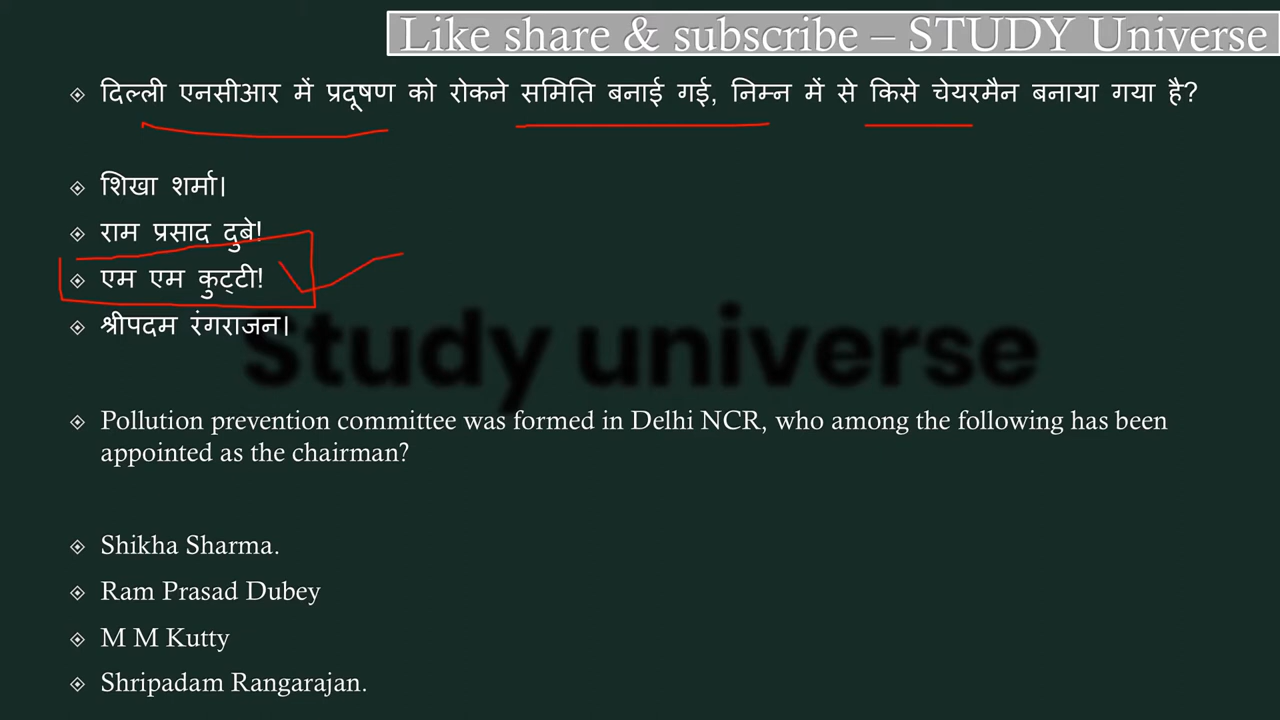 Like share & subscribe – STUDY Universe
दिल्ली एनसीआर में प्रदूषण को रोकने समिति बनाई गई, निम्न में से किसे चेयरमैन बनाया गया है?
शिखा शर्मा।
राम प्रसाद दुबे!
एम एम कुट्टी!
श्रीपदम रंगराजन।
Study universe
Pollution prevention committee was formed in Delhi NCR, who among the following has been
appointed as the chairman?
Shikha Sharma.
Ram Prasad Dubey
M M Kutty
Shripadam Rangarajan.